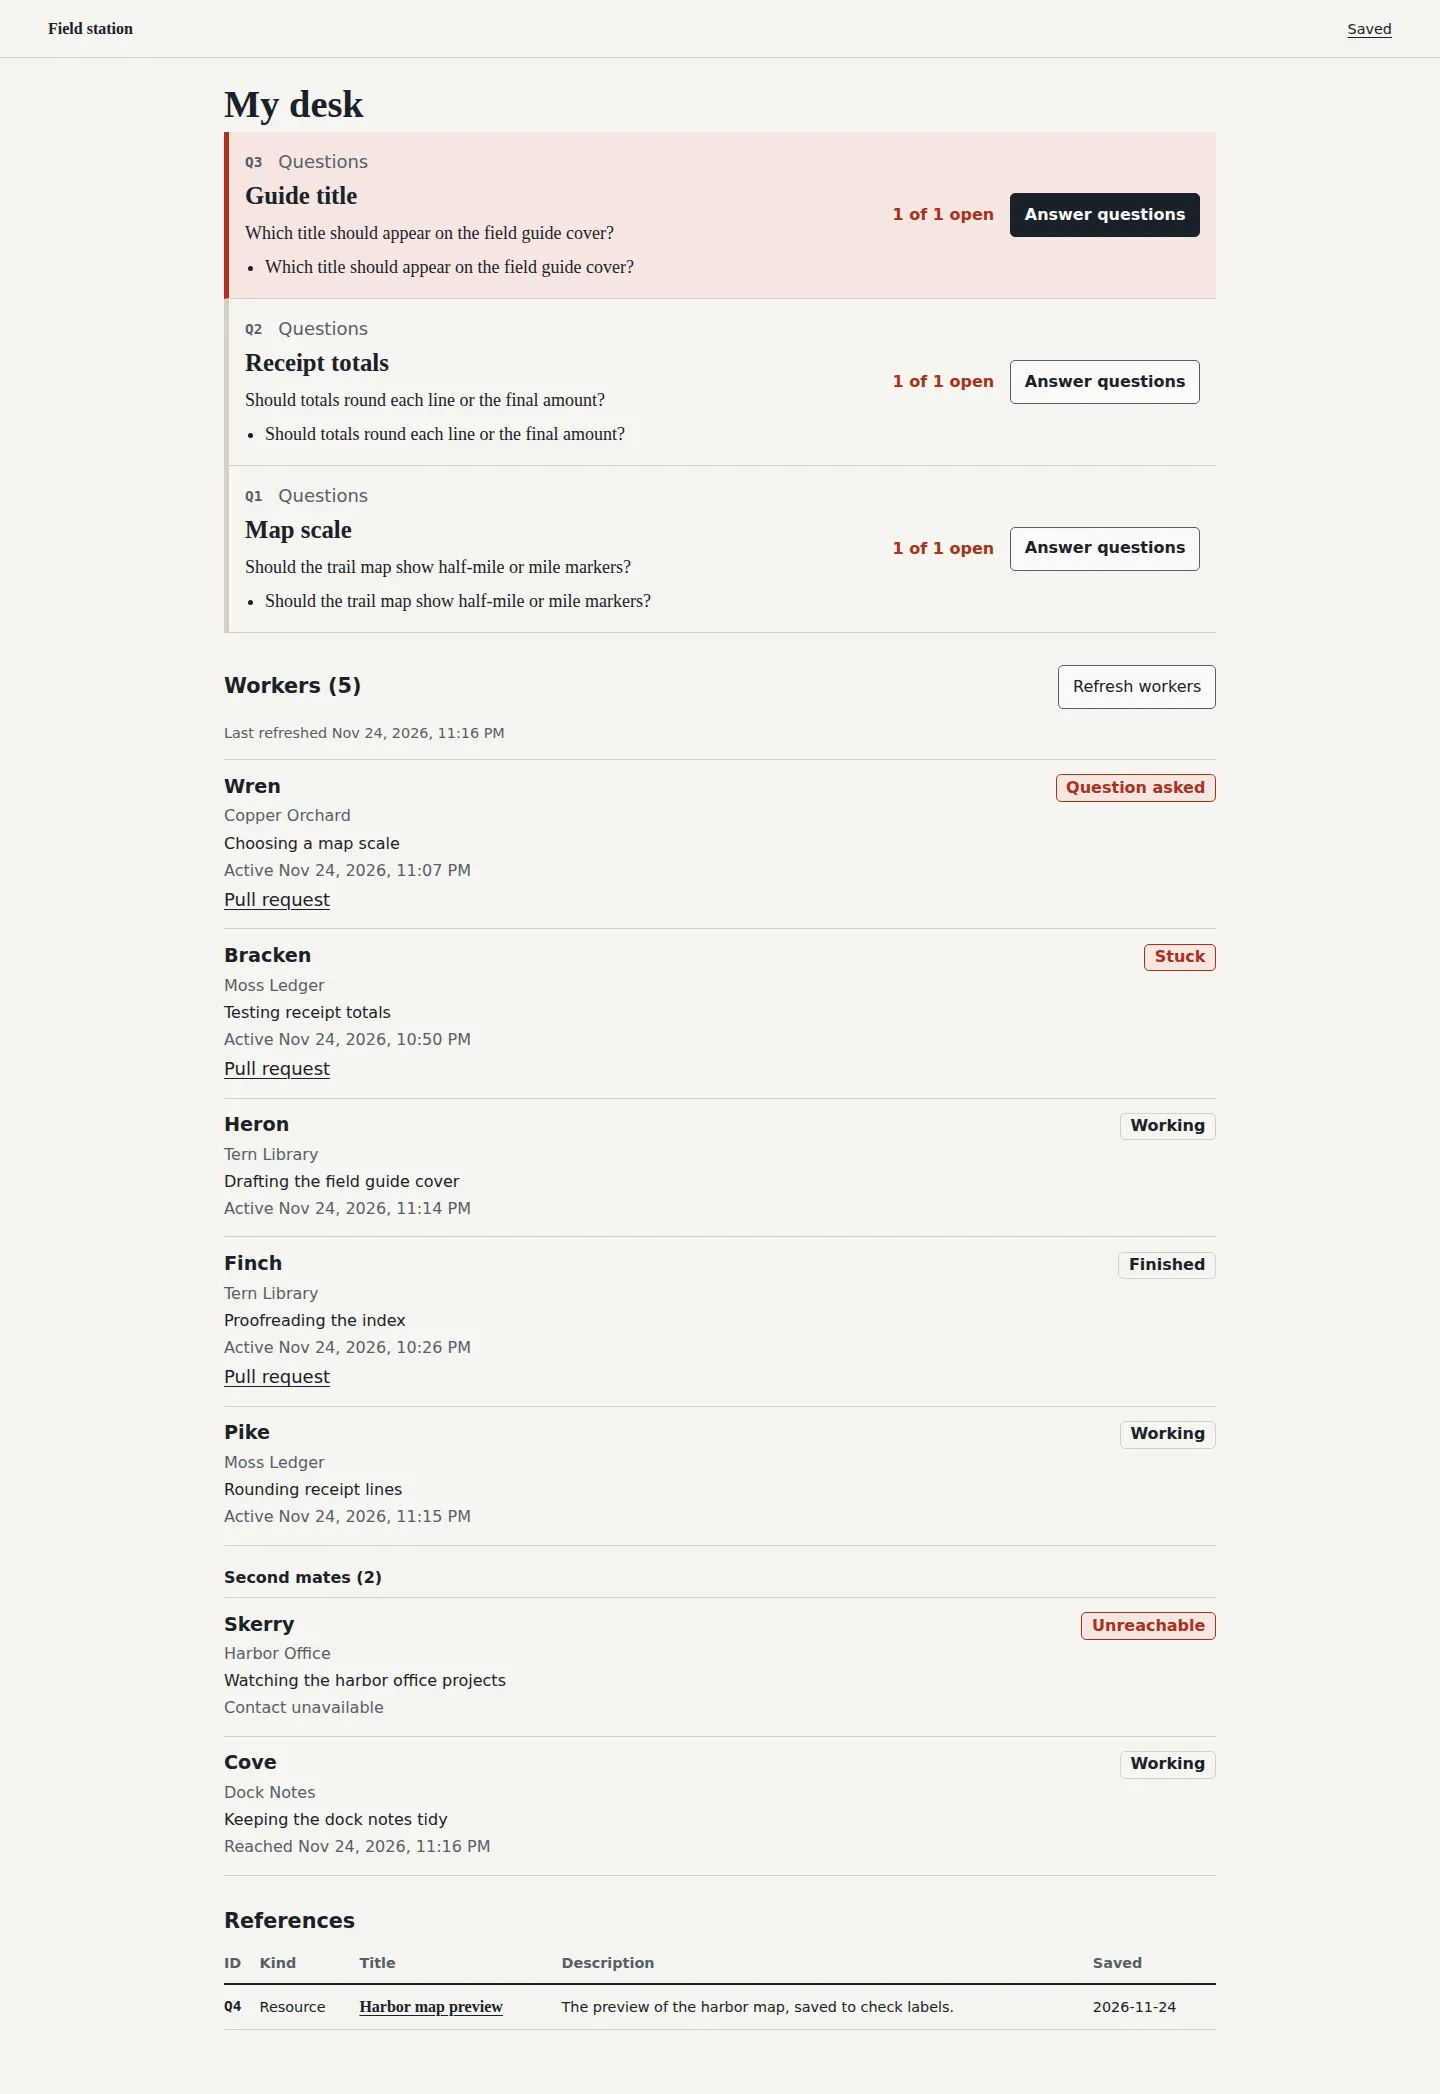 Field station
Saved
My desk
Q3 Questions
Guide title
Which title should appear on the field guide cover?
• Which title should appear on the field guide cover?
1 of 1 open
Answer questions
Q2 Questions
Receipt totals
Should totals round each line or the final amount?
• Should totals round each line or the final amount?
1 of 1 open
Answer questions
Q1 Questions
Map scale
Should the trail map show half-mile or mile markers?
• Should the trail map show half-mile or mile markers?
1 of 1 open
Answer questions
Workers (5)
Refresh workers
Last refreshed Nov 24, 2026, 11:16 PM
Wren
Question asked
Copper Orchard
Choosing a map scale
Active Nov 24, 2026, 11:07 PM
Pull request
Bracken
Stuck
Moss Ledger
Testing receipt totals
Active Nov 24, 2026, 10:50 PM
Pull request
Heron
Working
Tern Library
Drafting the field guide cover
Active Nov 24, 2026, 11:14 PM
Finch
Finished
Tern Library
Proofreading the index
Active Nov 24, 2026, 10:26 PM
Pull request
Pike
Working
Moss Ledger
Rounding receipt lines
Active Nov 24, 2026, 11:15 PM
Second mates (2)
Skerry
Unreachable
Harbor Office
Watching the harbor office projects
Contact unavailable
Cove
Working
Dock Notes
Keeping the dock notes tidy
Reached Nov 24, 2026, 11:16 PM
References
ID Kind Title Description Saved
Q4 Resource Harbor map preview The preview of the harbor map, saved to check labels. 2026-11-24